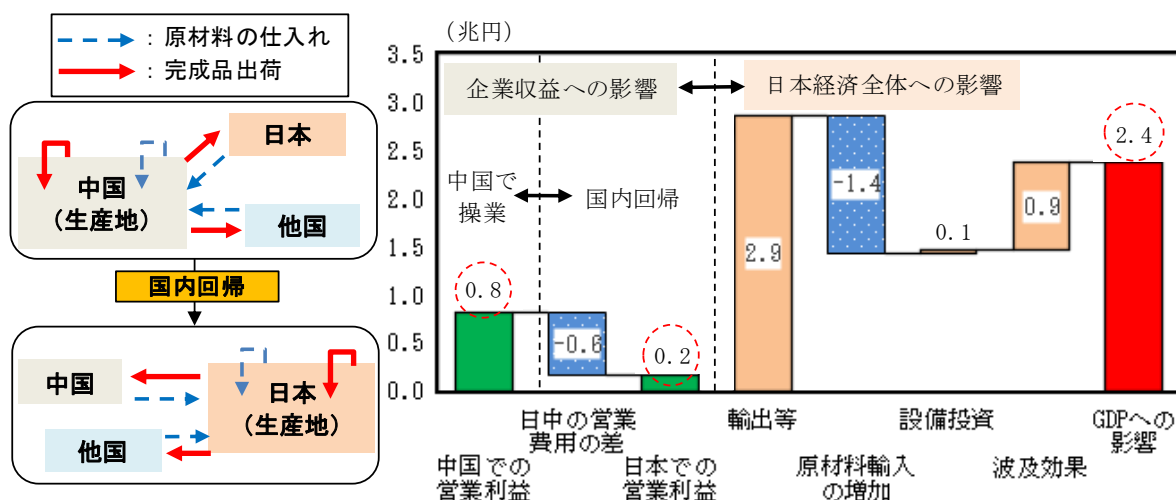 ：原材料の仕入れ
：完成品出荷
日本
中国
（生産地）
他国
国内回帰
中国
日本
（生産地）
他国
（兆円）
3.5
3.0
2.5
2.0
1.5
1.0
0.5
0.0
企業収益への影響
日本経済全体への影響
中国で
操業
国内回帰
0.8
-0.6
0.2
2.9
-1.4
0.1
0.9
2.4
中国での
営業利益
日中の営業
費用の差
日本での
営業利益
輸出等
原材料輸入
の増加
設備投資
波及効果
GDPへの
影響